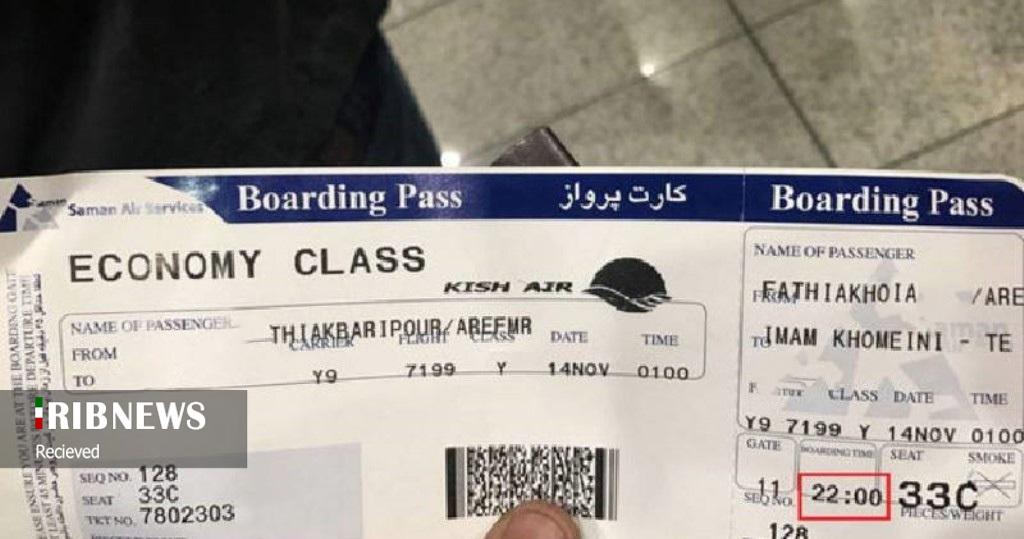 Saman Air Services
Boarding Pass
کارت پرواز
Boarding Pass
ECONOMY CLASS
KISH AIR
NAME OF PASSENGER
THIAKBARIPOUR/AREFMR
FROM
CARRIER FLIGHT CLASS DATE TIME
TO
Y9 7199 Y 14NOV 0100
SEQ NO. 128
SEAT 33C
TKT NO. 7802303
NAME OF PASSENGER
FATHIAKHOIA /ARE
FROM
TO
IMAM KHOMEINI - TE
CLASS DATE TIME
Y9 7199 Y 14NOV 0100
GATE BOARDING TIME SEAT SMOKE
11 22:00 33C
SEQ NO. PIECES/WEIGHT
128
IRIBNEWS
Recieved